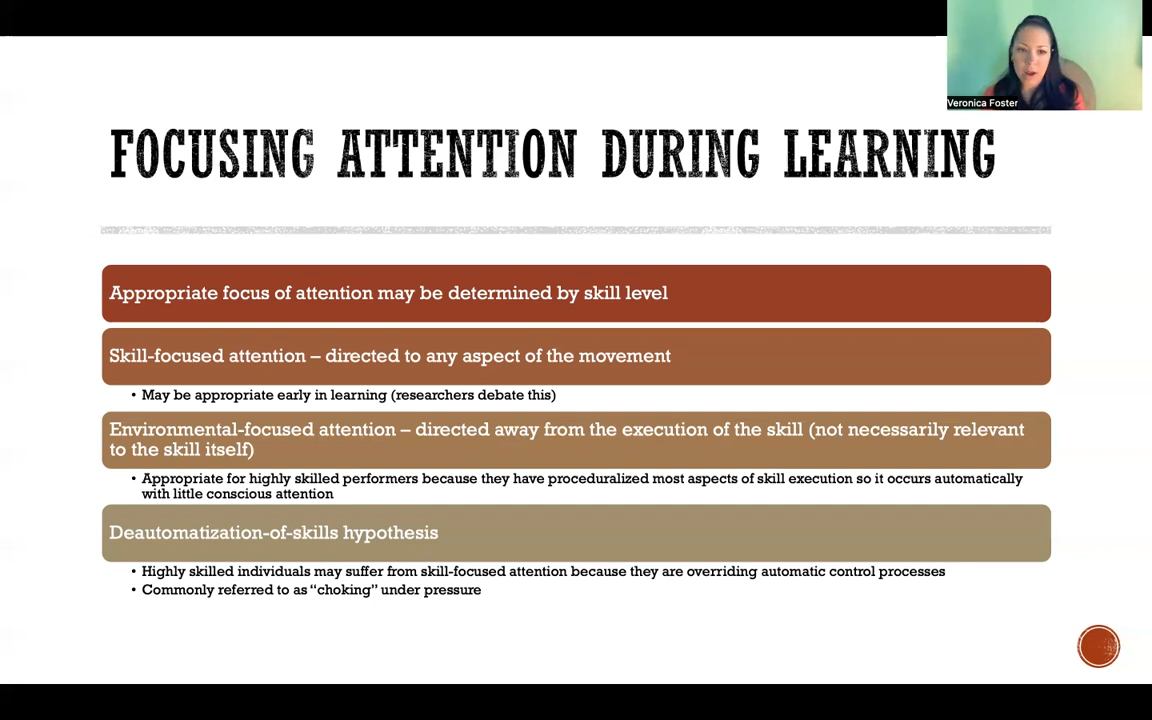 Veronica Foster
FOCUSING ATTENTION DURING LEARNING
Appropriate focus of attention may be determined by skill level
Skill-focused attention – directed to any aspect of the movement
• May be appropriate early in learning (researchers debate this)
Environmental-focused attention – directed away from the execution of the skill (not necessarily relevant
to the skill itself)
• Appropriate for highly skilled performers because they have proceduralized most aspects of skill execution so it occurs automatically
with little conscious attention
Deautomatization-of-skills hypothesis
• Highly skilled individuals may suffer from skill-focused attention because they are overriding automatic control processes
• Commonly referred to as “choking” under pressure